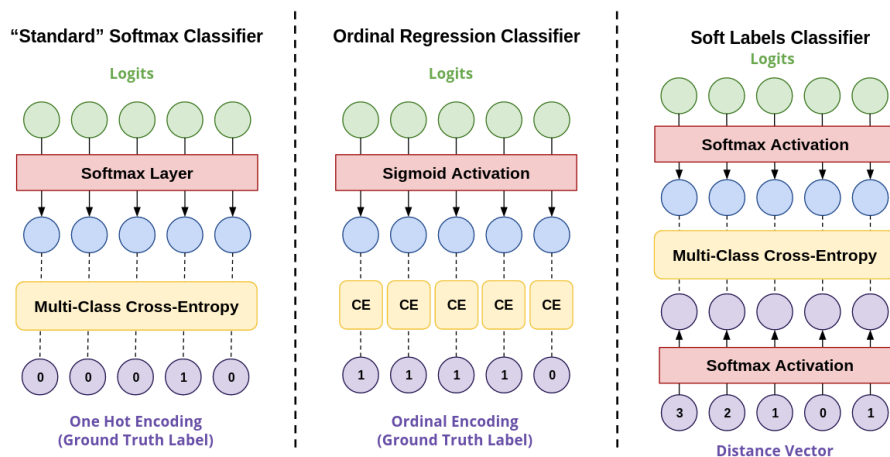 “Standard” Softmax Classifier
Logits
Softmax Layer
Multi-Class Cross-Entropy
0 0 0 1 0
One Hot Encoding
(Ground Truth Label)
Ordinal Regression Classifier
Logits
Sigmoid Activation
CE CE CE CE CE
1 1 1 1 0
Ordinal Encoding
(Ground Truth Label)
Soft Labels Classifier
Logits
Softmax Activation
Multi-Class Cross-Entropy
Softmax Activation
3 2 1 0 1
Distance Vector